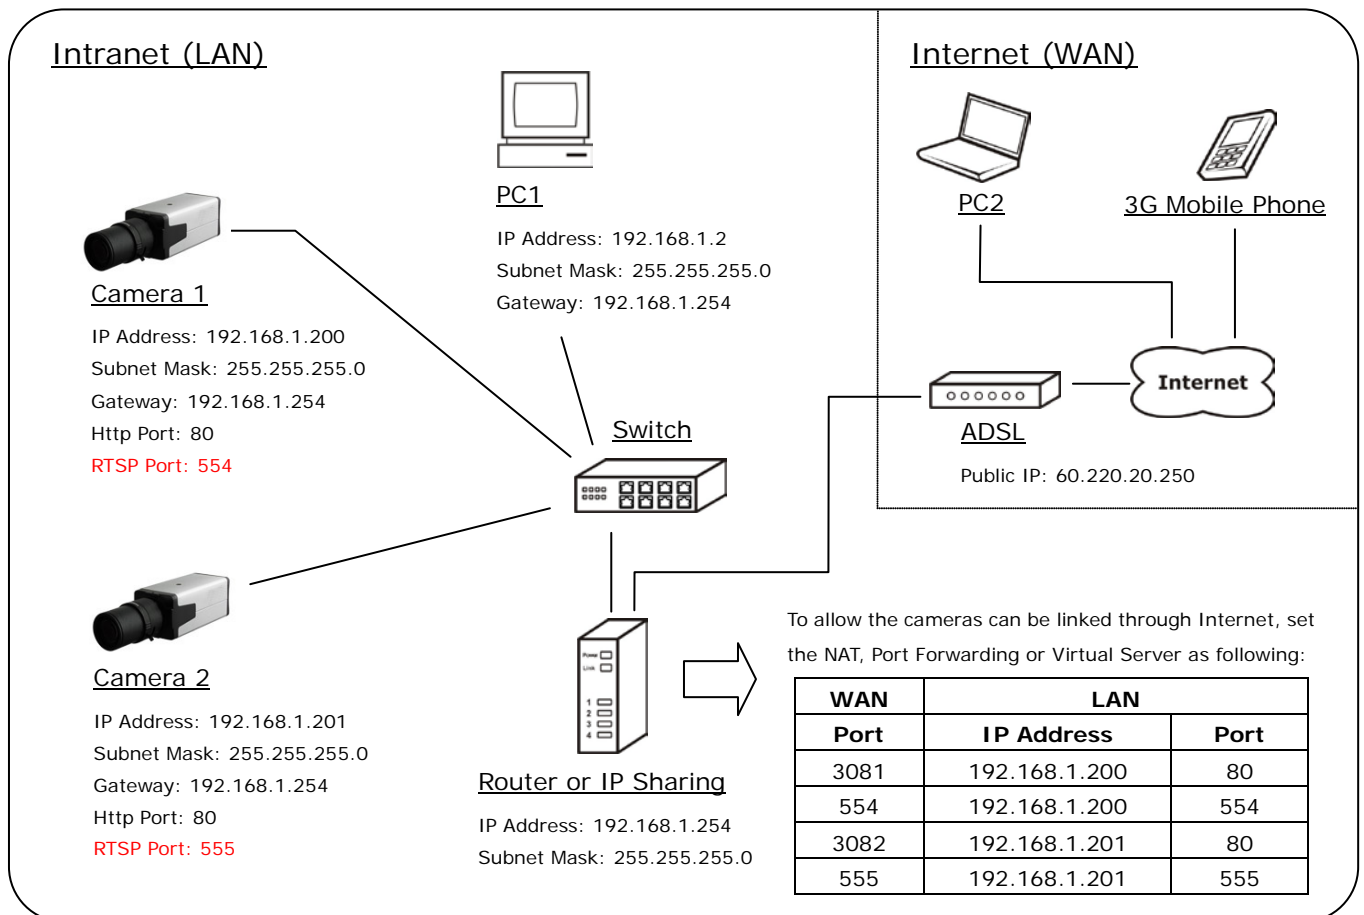 Intranet (LAN)
Internet (WAN)
PC1
IP Address: 192.168.1.2
Subnet Mask: 255.255.255.0
Gateway: 192.168.1.254
PC2
3G Mobile Phone
Camera 1
IP Address: 192.168.1.200
Subnet Mask: 255.255.255.0
Gateway: 192.168.1.254
Http Port: 80
RTSP Port: 554
Internet
ADSL
Public IP: 60.220.20.250
Switch
Camera 2
IP Address: 192.168.1.201
Subnet Mask: 255.255.255.0
Gateway: 192.168.1.254
Http Port: 80
RTSP Port: 555
Power
Link
1
2
3
4
Router or IP Sharing
IP Address: 192.168.1.254
Subnet Mask: 255.255.255.0
To allow the cameras can be linked through Internet, set
the NAT, Port Forwarding or Virtual Server as following:
WAN LAN
Port IP Address Port
3081 192.168.1.200 80
554 192.168.1.200 554
3082 192.168.1.201 80
555 192.168.1.201 555